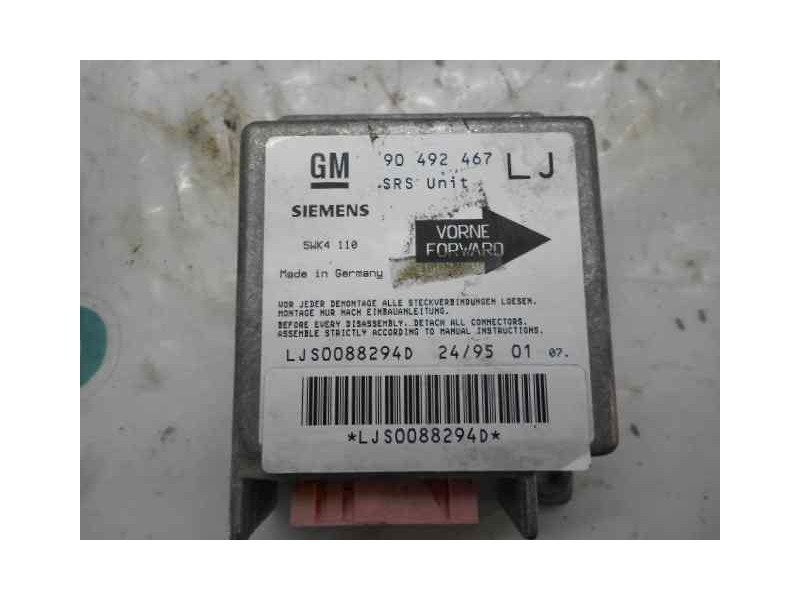 GM
90 492 467
LJ
SRS Unit
SIEMENS
5WK4 110
VORNE
FORWARD
Made in Germany
VOR JEDER DEMONTAGE ALLE STECKVERBINDUNGEN LOESEN.
MONTAGE NUR NACH EINBAUANLEITUNG.
BEFORE EVERY DISASSEMBLY, DETACH ALL CONNECTORS.
ASSEMBLE STRICTLY ACCORDING TO MANUAL INSTRUCTIONS.
LJS0088294D 24/95 01 07.
*LJS0088294D*